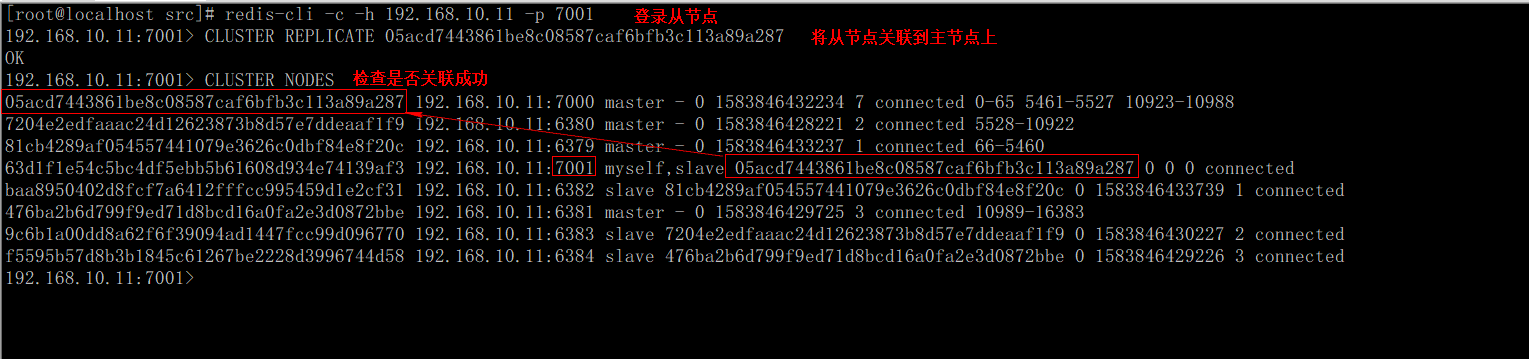 [root@localhost src]# redis-cli -c -h 192.168.10.11 -p 7001 登录从节点
192.168.10.11:7001> CLUSTER REPLICATE 05acd7443861be8c08587caf6bfb3c113a89a287 将从节点关联到主节点上
OK
192.168.10.11:7001> CLUSTER NODES 检查是否关联成功
05acd7443861be8c08587caf6bfb3c113a89a287 192.168.10.11:7000 master - 0 1583846432234 7 connected 0-65 5461-5527 10923-10988
7204e2edfaaac24d12623873b8d57e7ddeaaf1f9 192.168.10.11:6380 master - 0 1583846428221 2 connected 5528-10922
81cb4289af054557441079e3626c0dbf84e8f20c 192.168.10.11:6379 master - 0 1583846433237 1 connected 66-5460
63d1f1e54c5bc4df5ebb5b61608d934e74139af3 192.168.10.11:7001 myself,slave 05acd7443861be8c08587caf6bfb3c113a89a287 0 0 0 connected
baa8950402d8fcf7a6412fffcc995459d1e2cf31 192.168.10.11:6382 slave 81cb4289af054557441079e3626c0dbf84e8f20c 0 1583846433739 1 connected
476ba2b6d799f9ed71d8bcd16a0fa2e3d0872bbe 192.168.10.11:6381 master - 0 1583846429725 3 connected 10989-16383
9c6b1a00dd8a62f6f39094ad1447fcc99d096770 192.168.10.11:6383 slave 7204e2edfaaac24d12623873b8d57e7ddeaaf1f9 0 1583846430227 2 connected
f5595b57d8b3b1845c61267be2228d3996744d58 192.168.10.11:6384 slave 476ba2b6d799f9ed71d8bcd16a0fa2e3d0872bbe 0 1583846429226 3 connected
192.168.10.11:7001>